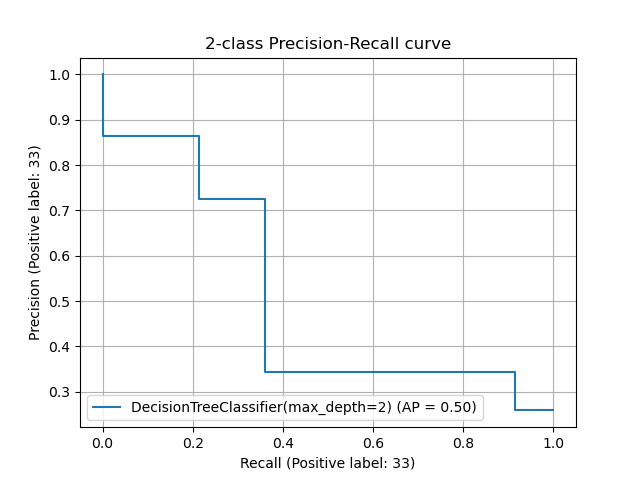 2-class Precision-Recall curve
1.0
0.9
0.8
0.7
0.6
0.5
0.4
0.3
Precision (Positive label: 33)
DecisionTreeClassifier(max_depth=2) (AP = 0.50)
0.0 0.2 0.4 0.6 0.8 1.0
Recall (Positive label: 33)